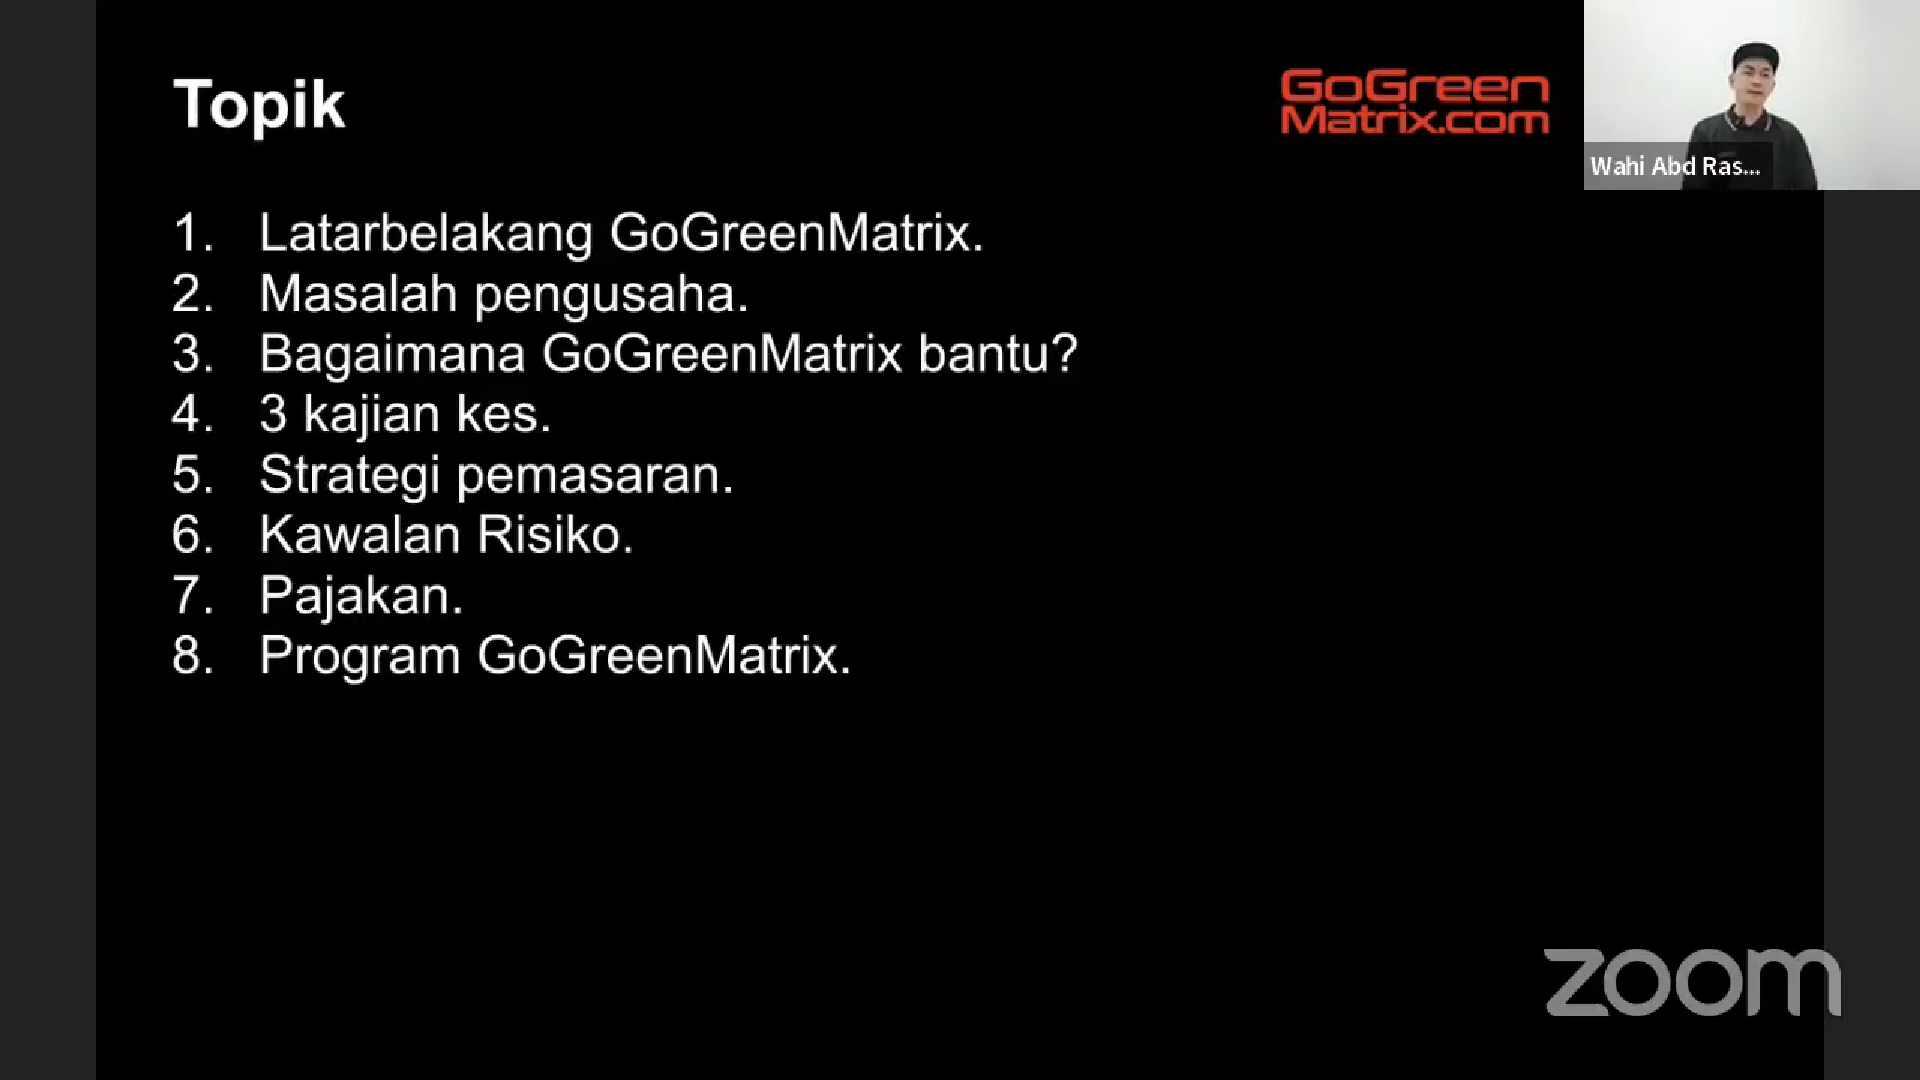 Topik
GoGreen
Matrix.com
Wahi Abd Ras...
1. Latarbelakang GoGreenMatrix.
2. Masalah pengusaha.
3. Bagaimana GoGreenMatrix bantu?
4. 3 kajian kes.
5. Strategi pemasaran.
6. Kawalan Risiko.
7. Pajakan.
8. Program GoGreenMatrix.
zoom